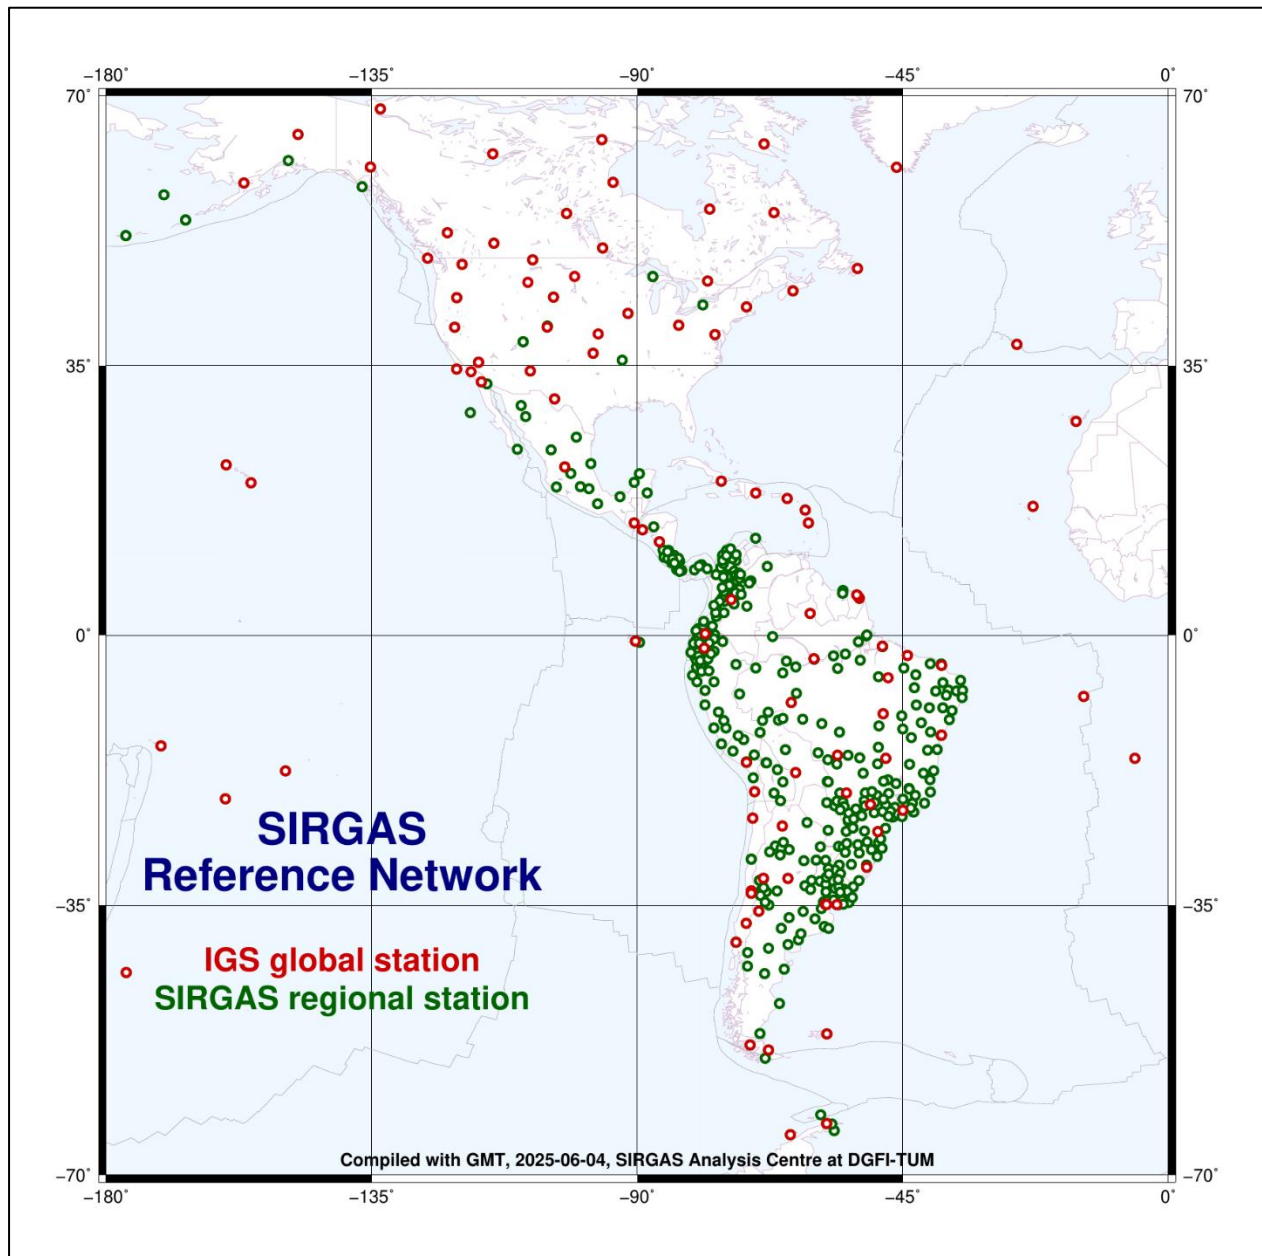 −180° −135° −90° −45° 0°
70° 70°
35° 35°
0° 0°
SIRGAS
Reference Network
−35° −35°
IGS global station
SIRGAS regional station
Compiled with GMT, 2025-06-04, SIRGAS Analysis Centre at DGFI-TUM
−70° −70°
−180° −135° −90° −45° 0°